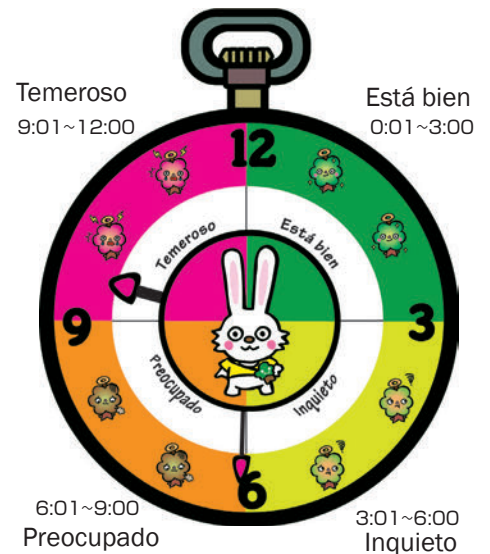 Temeroso
9:01~12:00
Está bien
0:01~3:00
12
Temeroso
Está bien
9
3
Preocupado
Inquieto
6
6:01~9:00
Preocupado
3:01~6:00
Inquieto